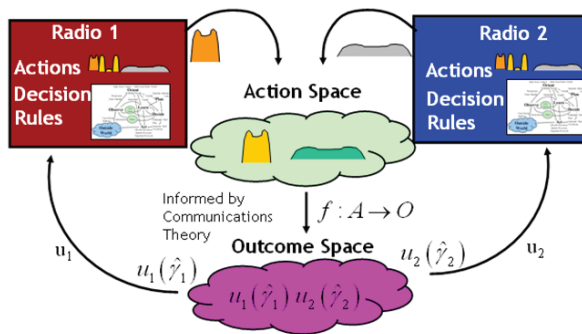 Radio 1
Actions
Decision
Rules
Radio 2
Actions
Decision
Rules
Action Space
Informed by
Communications
Theory
f : A → O
Outcome Space
u₁
u₁(γ̂₁)
u₂(γ̂₂)
u₂
u₁(γ̂₁) u₂(γ̂₂)